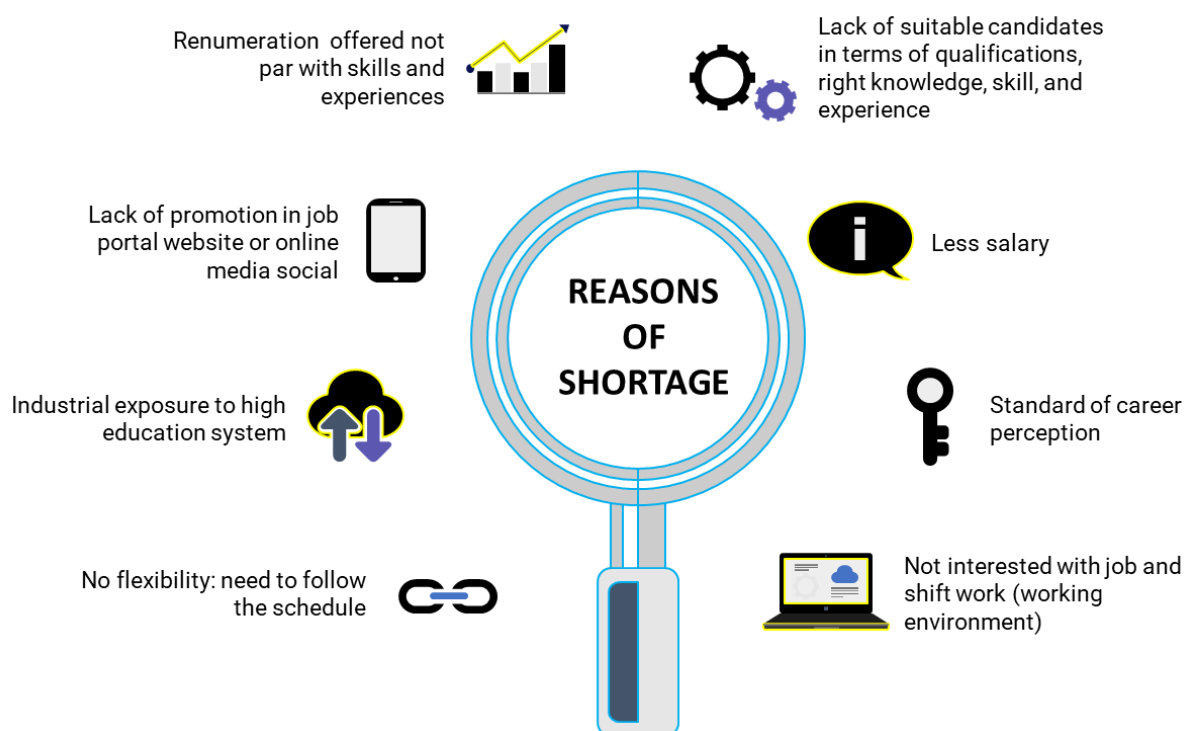 Renumeration offered not
par with skills and
experiences
Lack of suitable candidates
in terms of qualifications,
right knowledge, skill, and
experience
Lack of promotion in job
portal website or online
media social
i
Less salary
REASONS
OF
SHORTAGE
Industrial exposure to high
education system
Standard of career
perception
No flexibility: need to follow
the schedule
Not interested with job and
shift work (working
environment)